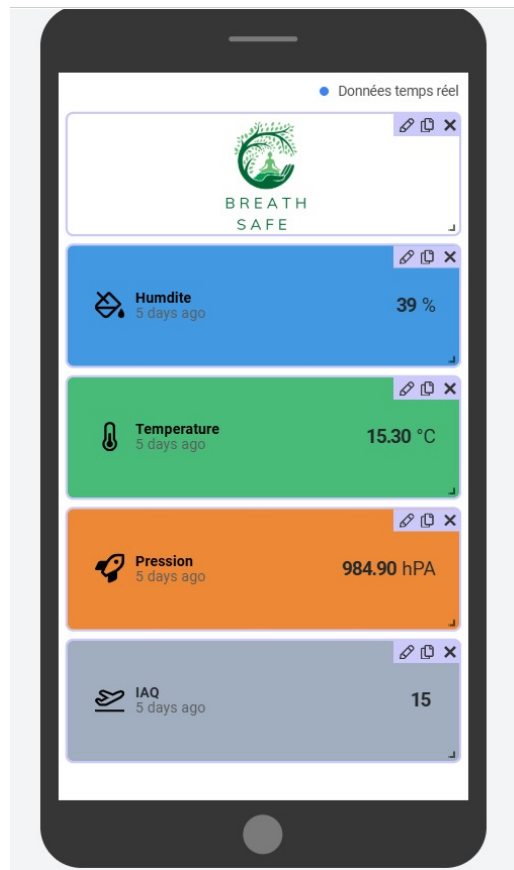 Données temps réel
BREATH
SAFE
Humdite
5 days ago
39 %
Temperature
5 days ago
15.30 °C
Pression
5 days ago
984.90 hPA
IAQ
5 days ago
15